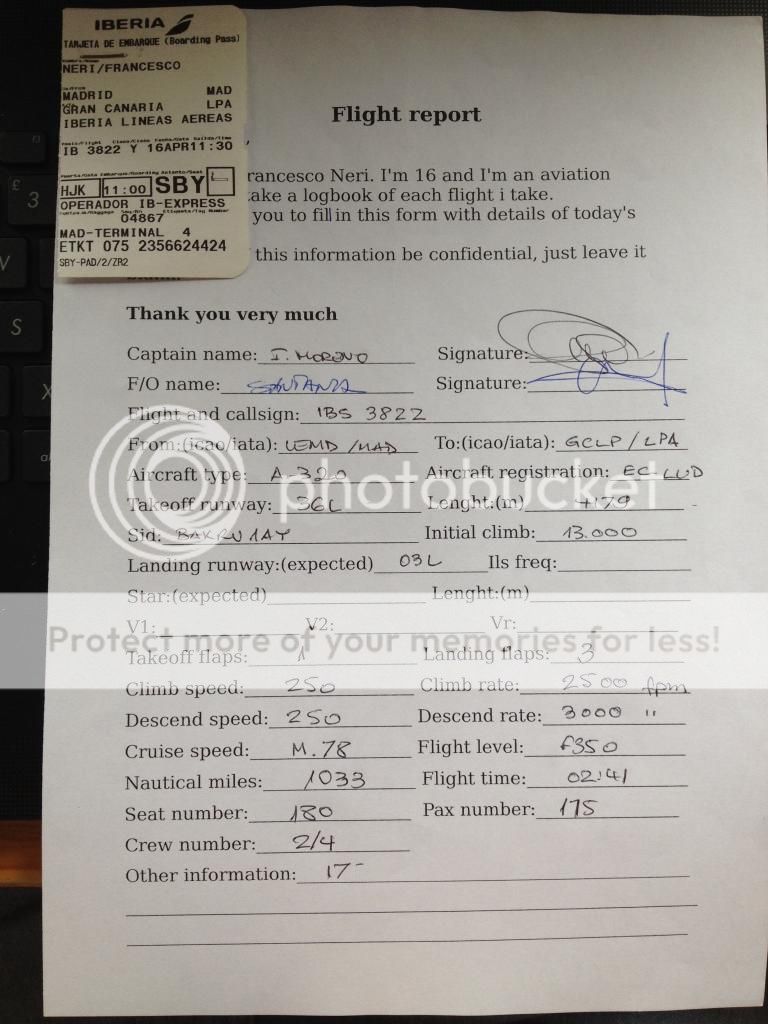 IBERIA
TARJETA DE EMBARQUE (Boarding Pass)
NERI/FRANCESCO
MADRID MAD
GRAN CANARIA LPA
IBERIA LINEAS AEREAS
IB 3822 Y 16APR11:30
HJK 11:00 SBY
OPERADOR IB-EXPRESS
04867
MAD-TERMINAL 4
ETKT 075 2356624424
SBY-PAD/2/ZR2
Flight report
,
rancesco Neri. I'm 16 and I'm an aviation
take a logbook of each flight i take.
you to fill in this form with details of today's
this information be confidential, just leave it
Thank you very much
Captain name: I. MORENO Signature:
F/O name: SANTANA Signature:
Flight and callsign: IBS 3822
From:(icao/iata): LEMD /MAD To:(icao/iata): GCLP / LPA
Aircraft type: A-320 Aircraft registration: EC-LUD
Takeoff runway: 36L Lenght:(m) 4179
Sid: BAKRU 1AY Initial climb: 13.000
Landing runway:(expected) 03L Ils freq:
Star:(expected) Lenght:(m)
V1: V2: Vr:
Takeoff flaps: 1 Landing flaps: 3
Climb speed: 250 Climb rate: 2500 fpm
Descend speed: 250 Descend rate: 3000 "
Cruise speed: M.78 Flight level: f350
Nautical miles: 1033 Flight time: 02:41
Seat number: 180 Pax number: 175
Crew number: 2/4
Other information: 17-
photobucket
Protect more of your memories for less!